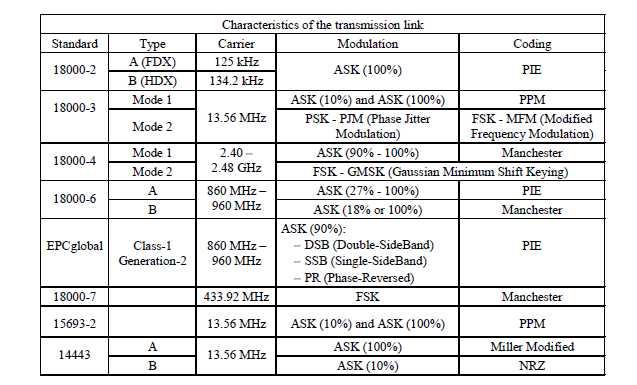 Characteristics of the transmission link
Standard Type Carrier Modulation Coding
18000-2 A (FDX) 125 kHz ASK (100%) PIE
B (HDX) 134.2 kHz
18000-3 Mode 1 13.56 MHz ASK (10%) and ASK (100%) PPM
Mode 2 PSK - PJM (Phase Jitter FSK - MFM (Modified
Modulation) Frequency Modulation)
18000-4 Mode 1 2.40 – ASK (90% - 100%) Manchester
Mode 2 2.48 GHz FSK - GMSK (Gaussian Minimum Shift Keying)
18000-6 A 860 MHz – ASK (27% - 100%) PIE
B 960 MHz ASK (18% or 100%) Manchester
ASK (90%):
EPCglobal Class-1 860 MHz – – DSB (Double-SideBand) PIE
Generation-2 960 MHz – SSB (Single-SideBand)
– PR (Phase-Reversed)
18000-7 433.92 MHz FSK Manchester
15693-2 13.56 MHz ASK (10%) and ASK (100%) PPM
14443 A 13.56 MHz ASK (100%) Miller Modified
B ASK (10%) NRZ